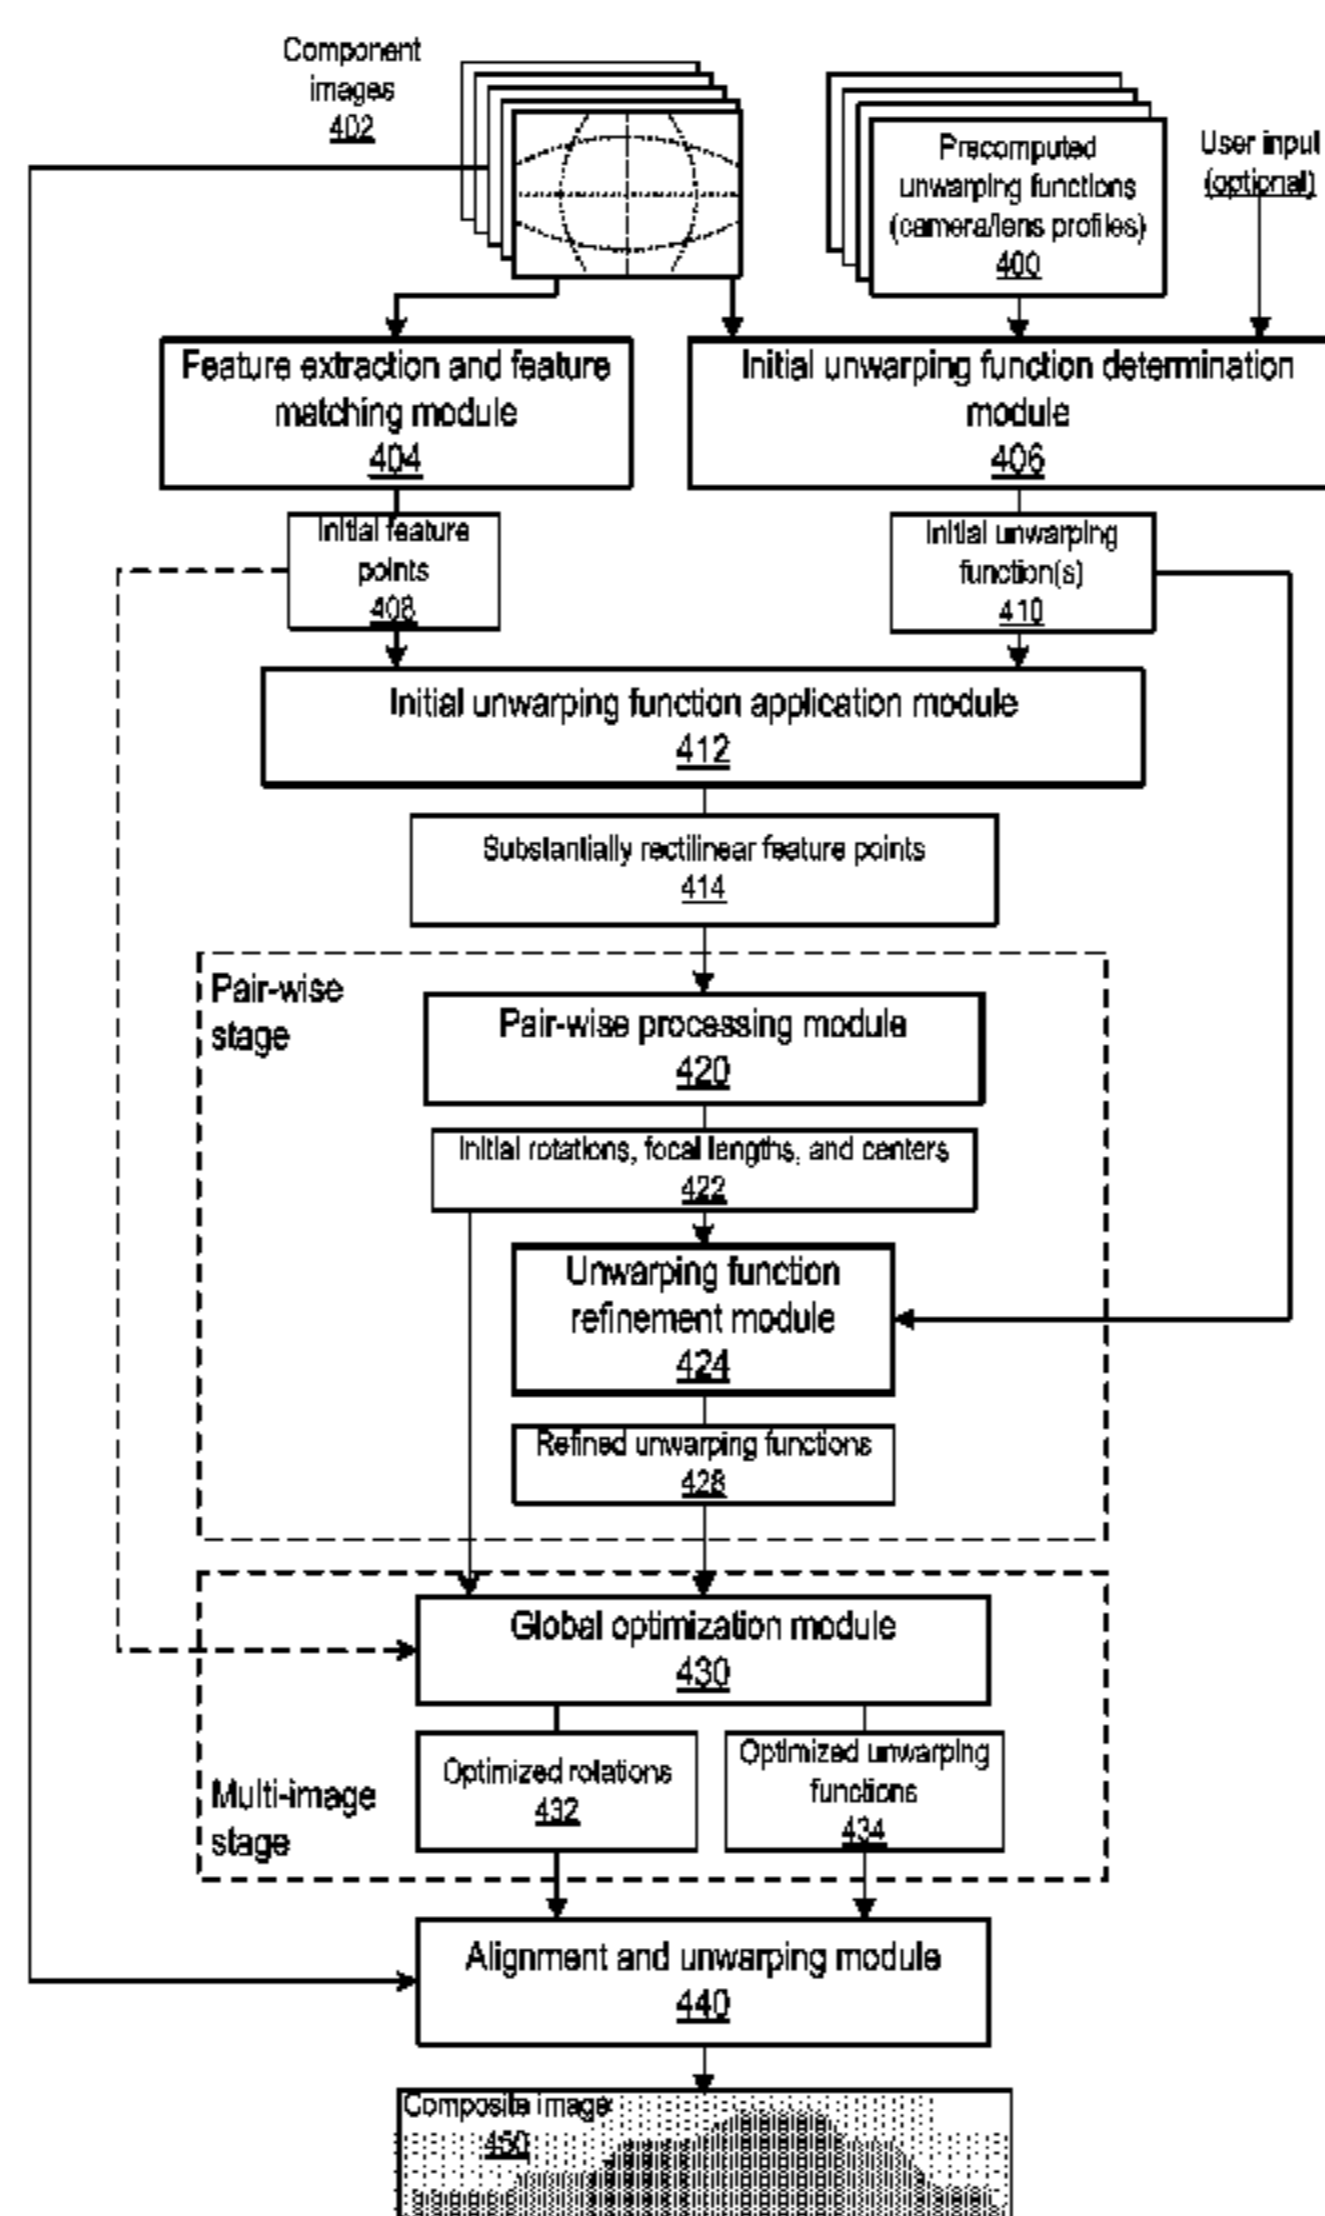 Component
images
402
Precomputed
unwarping functions
(camera/lens profiles)
400
User input
(optional)
Feature extraction and feature
matching module
404
Initial unwarping function determination
module
406
Initial feature
points
408
Initial unwarping
function(s)
410
Initial unwarping function application module
412
Substantially rectilinear feature points
414
Pair-wise
stage
Pair-wise processing module
420
Initial rotations, focal lengths, and centers
422
Unwarping function
refinement module
424
Refined unwarping functions
428
Global optimization module
430
Optimized rotations
432
Optimized unwarping
functions
434
Multi-image
stage
Alignment and unwarping module
440
Composite image
450